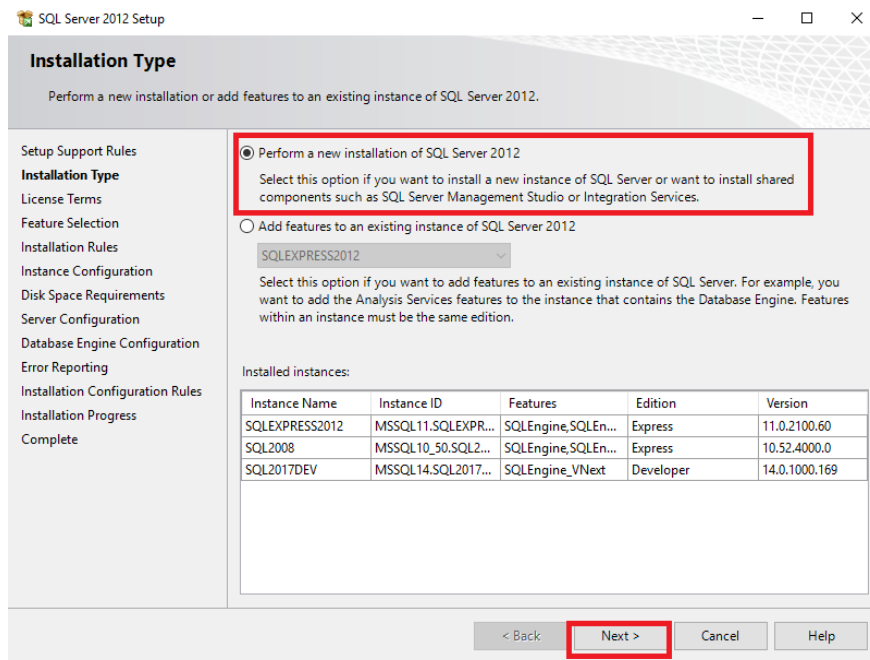 SQL Server 2012 Setup
Installation Type
Perform a new installation or add features to an existing instance of SQL Server 2012.
Setup Support Rules
Installation Type
License Terms
Feature Selection
Installation Rules
Instance Configuration
Disk Space Requirements
Server Configuration
Database Engine Configuration
Error Reporting
Installation Configuration Rules
Installation Progress
Complete
Perform a new installation of SQL Server 2012
Select this option if you want to install a new instance of SQL Server or want to install shared
components such as SQL Server Management Studio or Integration Services.
Add features to an existing instance of SQL Server 2012
SQLEXPRESS2012
Select this option if you want to add features to an existing instance of SQL Server. For example, you
want to add the Analysis Services features to the instance that contains the Database Engine. Features
within an instance must be the same edition.
Installed instances:
Instance Name Instance ID Features Edition Version
SQLEXPRESS2012 MSSQL11.SQLEXPR... SQLEngine,SQLEn... Express 11.0.2100.60
SQL2008 MSSQL10_50.SQL2... SQLEngine,SQLEn... Express 10.52.4000.0
SQL2017DEV MSSQL14.SQL2017... SQLEngine_VNext Developer 14.0.1000.169
< Back Next > Cancel Help